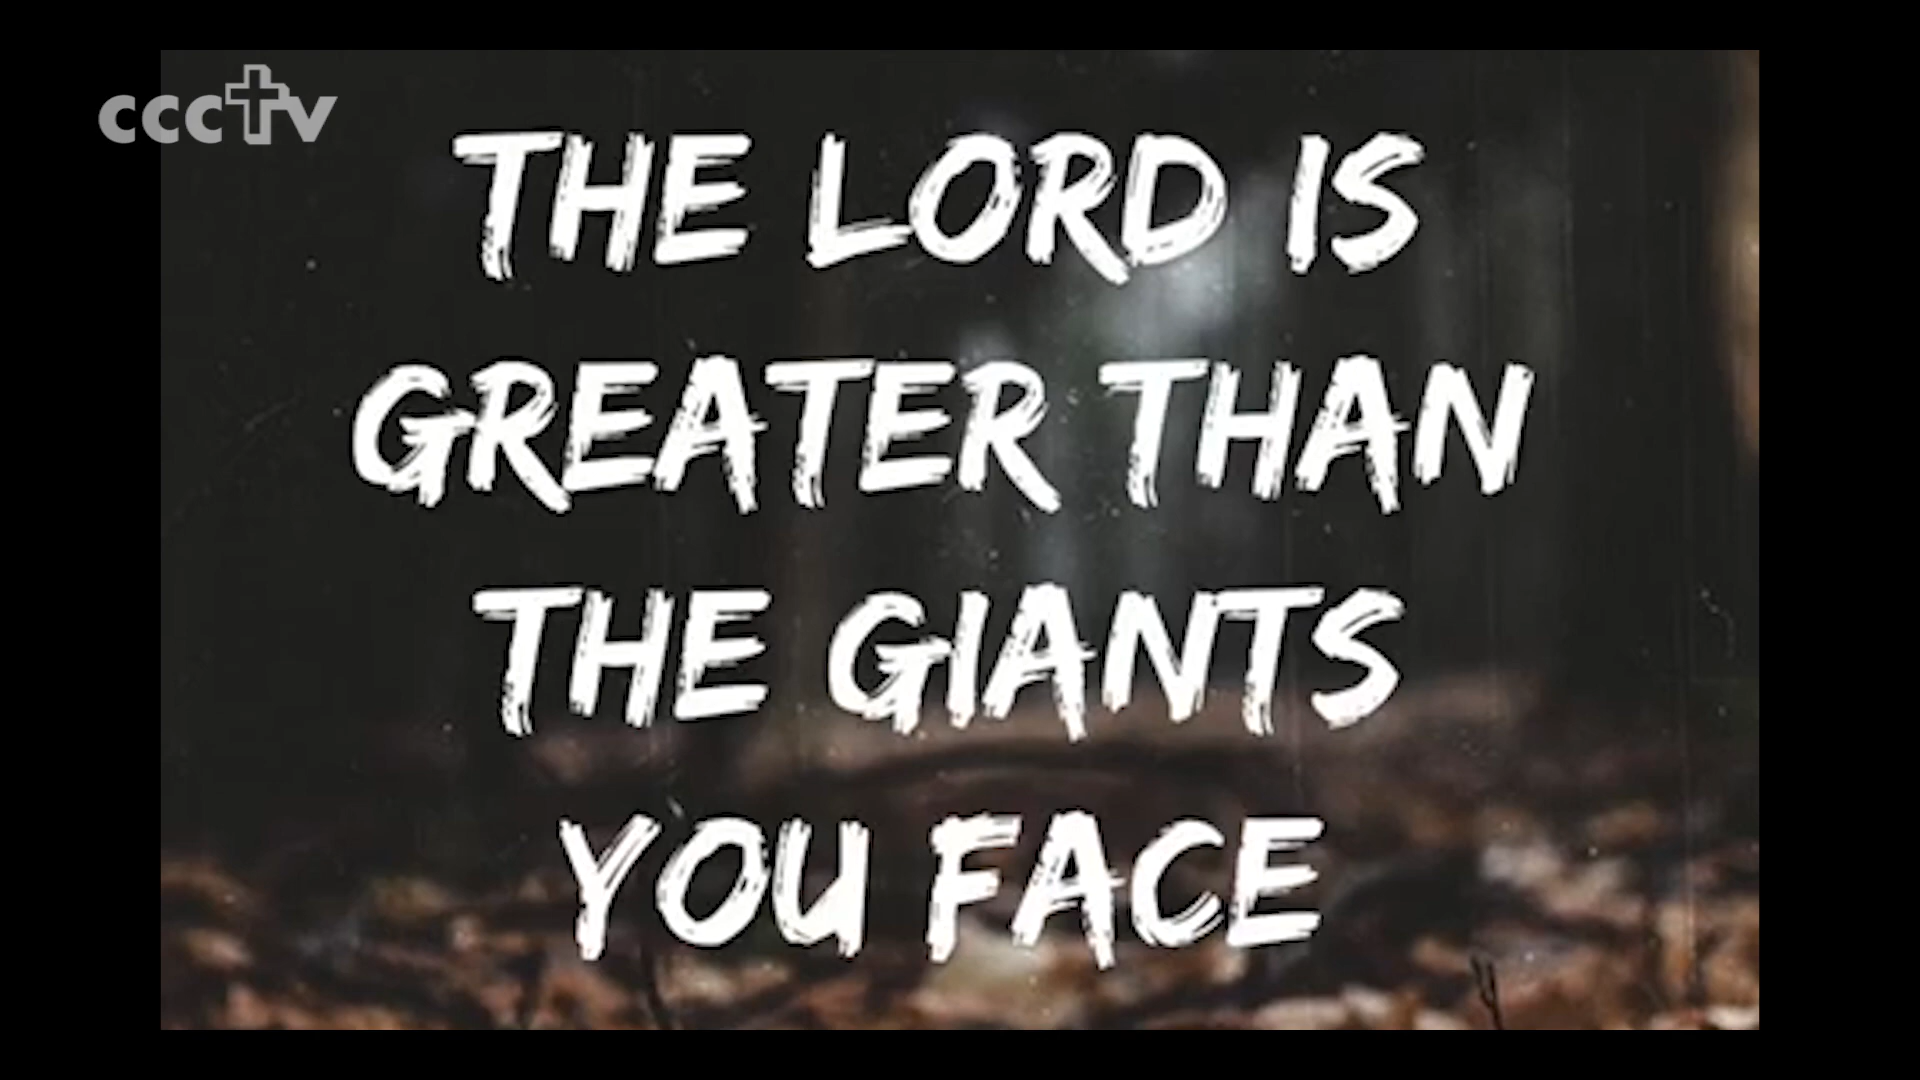 ccctv
THE LORD IS
GREATER THAN
THE GIANTS
YOU FACE